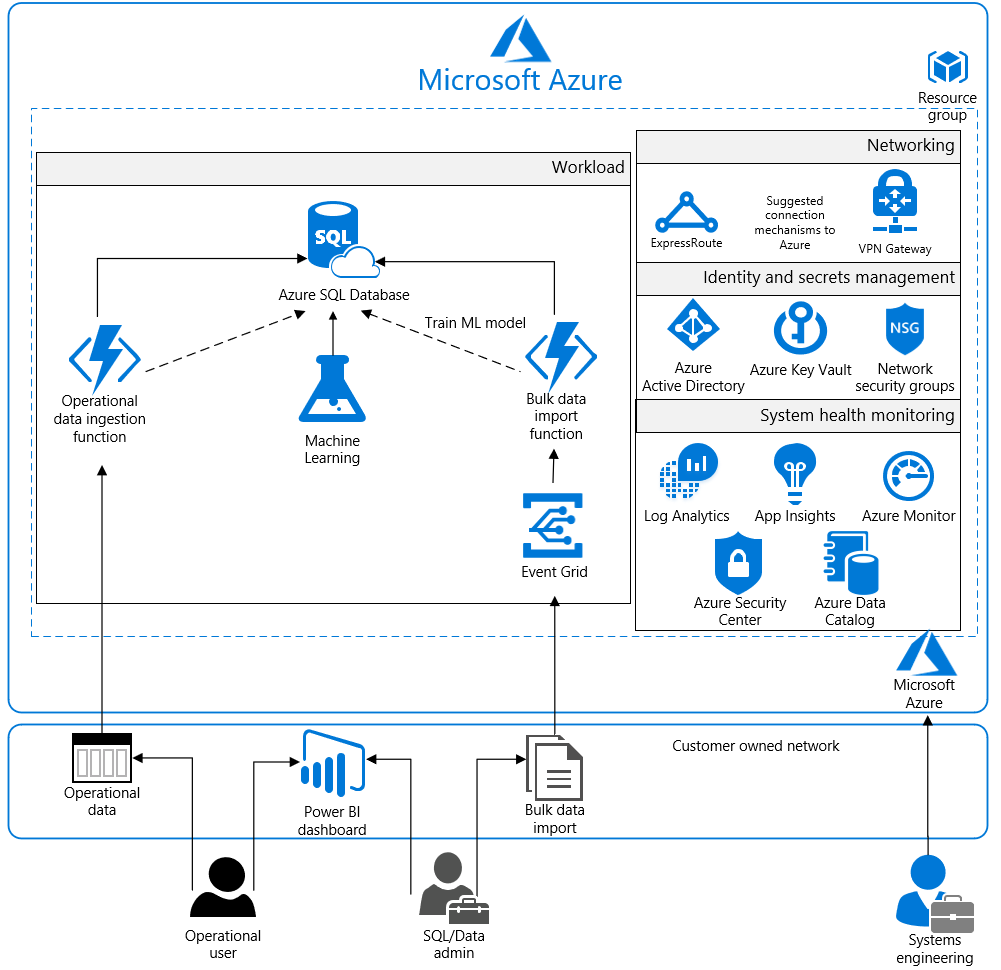 Microsoft Azure
Resource
group
Networking
Workload
ExpressRoute
Suggested
connection
mechanisms to
Azure
VPN Gateway
SQL
Azure SQL Database
Identity and secrets management
Train ML model
Azure
Active Directory
Azure Key Vault
NSG
Network
security groups
Operational
data ingestion
function
Machine
Learning
Bulk data
import
function
System health monitoring
Log Analytics
App Insights
Azure Monitor
Event Grid
Azure Security
Center
Azure Data
Catalog
Microsoft
Azure
Customer owned network
Operational
data
Power BI
dashboard
Bulk data
import
Operational
user
SQL/Data
admin
Systems
engineering